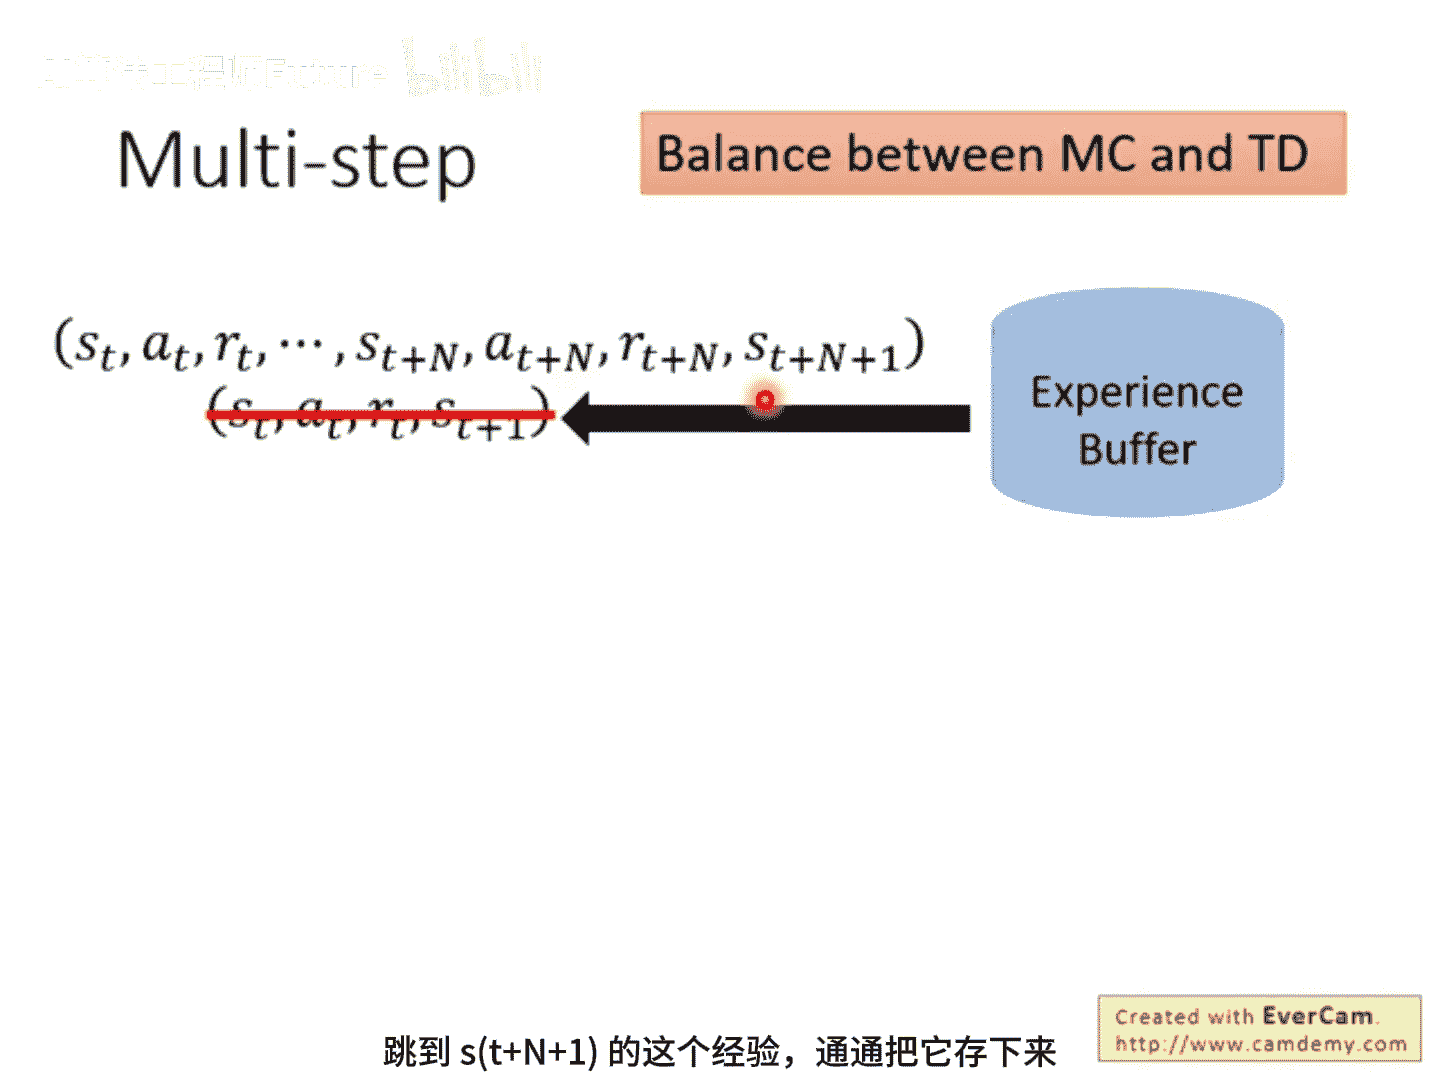 Multi-step
Balance between MC and TD
(s_t, a_t, r_t, ⋯, s_{t+N}, a_{t+N}, r_{t+N}, s_{t+N+1})
(s_t, a_t, r_t, s_{t+1})
Experience
Buffer
Created with EverCam.
http://www.camdemy.com
跳到 s(t+N+1) 的这个经验，通通把它存下来